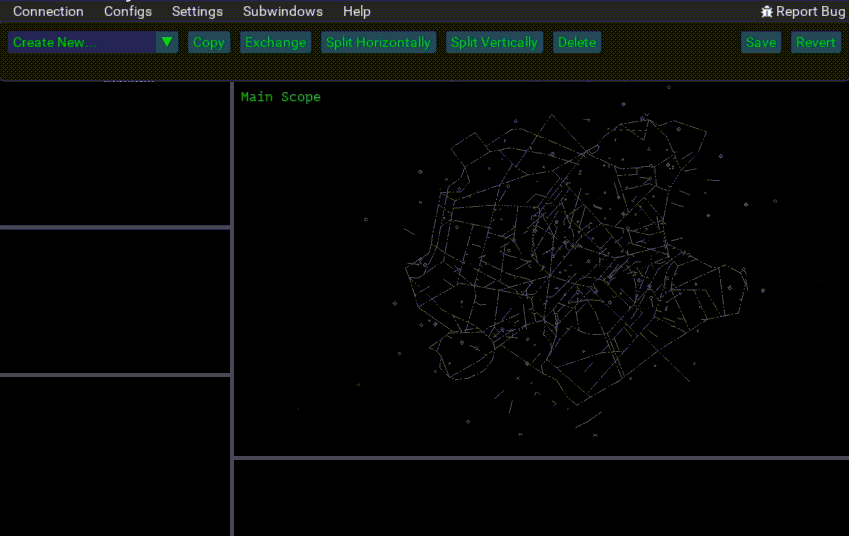 Connection Configs Settings Subwindows Help Report Bug
Create New... Copy Exchange Split Horizontally Split Vertically Delete Save Revert
Main Scope